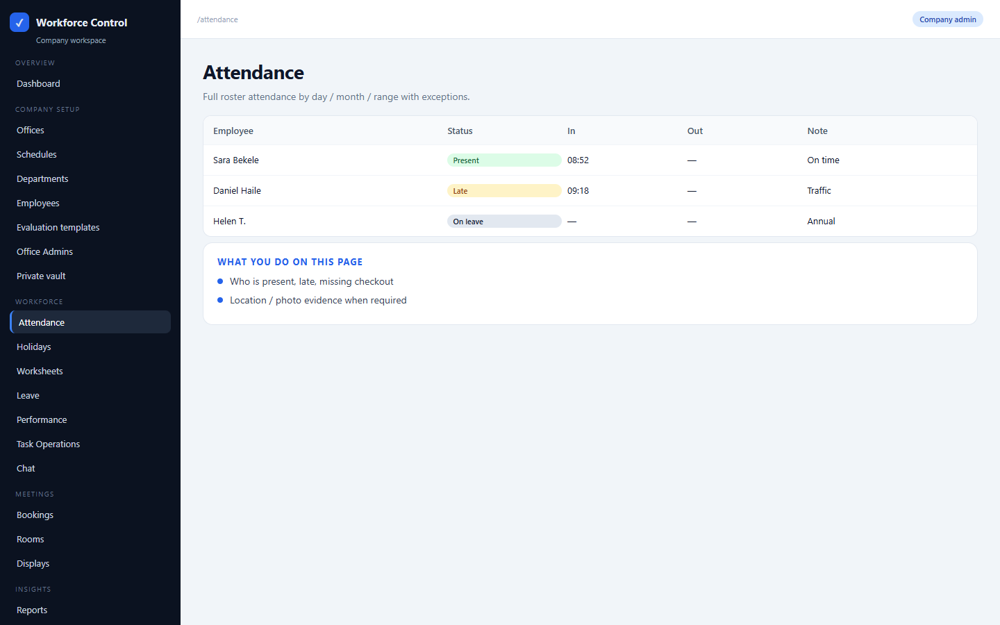 Workforce Control
Company workspace
OVERVIEW
Dashboard
COMPANY SETUP
Offices
Schedules
Departments
Employees
Evaluation templates
Office Admins
Private vault
WORKFORCE
Attendance
Holidays
Worksheets
Leave
Performance
Task Operations
Chat
MEETINGS
Bookings
Rooms
Displays
INSIGHTS
Reports
/attendance
Company admin
Attendance
Full roster attendance by day / month / range with exceptions.
Employee Status In Out Note
Sara Bekele Present 08:52 — On time
Daniel Haile Late 09:18 — Traffic
Helen T. On leave — — Annual
WHAT YOU DO ON THIS PAGE
Who is present, late, missing checkout
Location / photo evidence when required